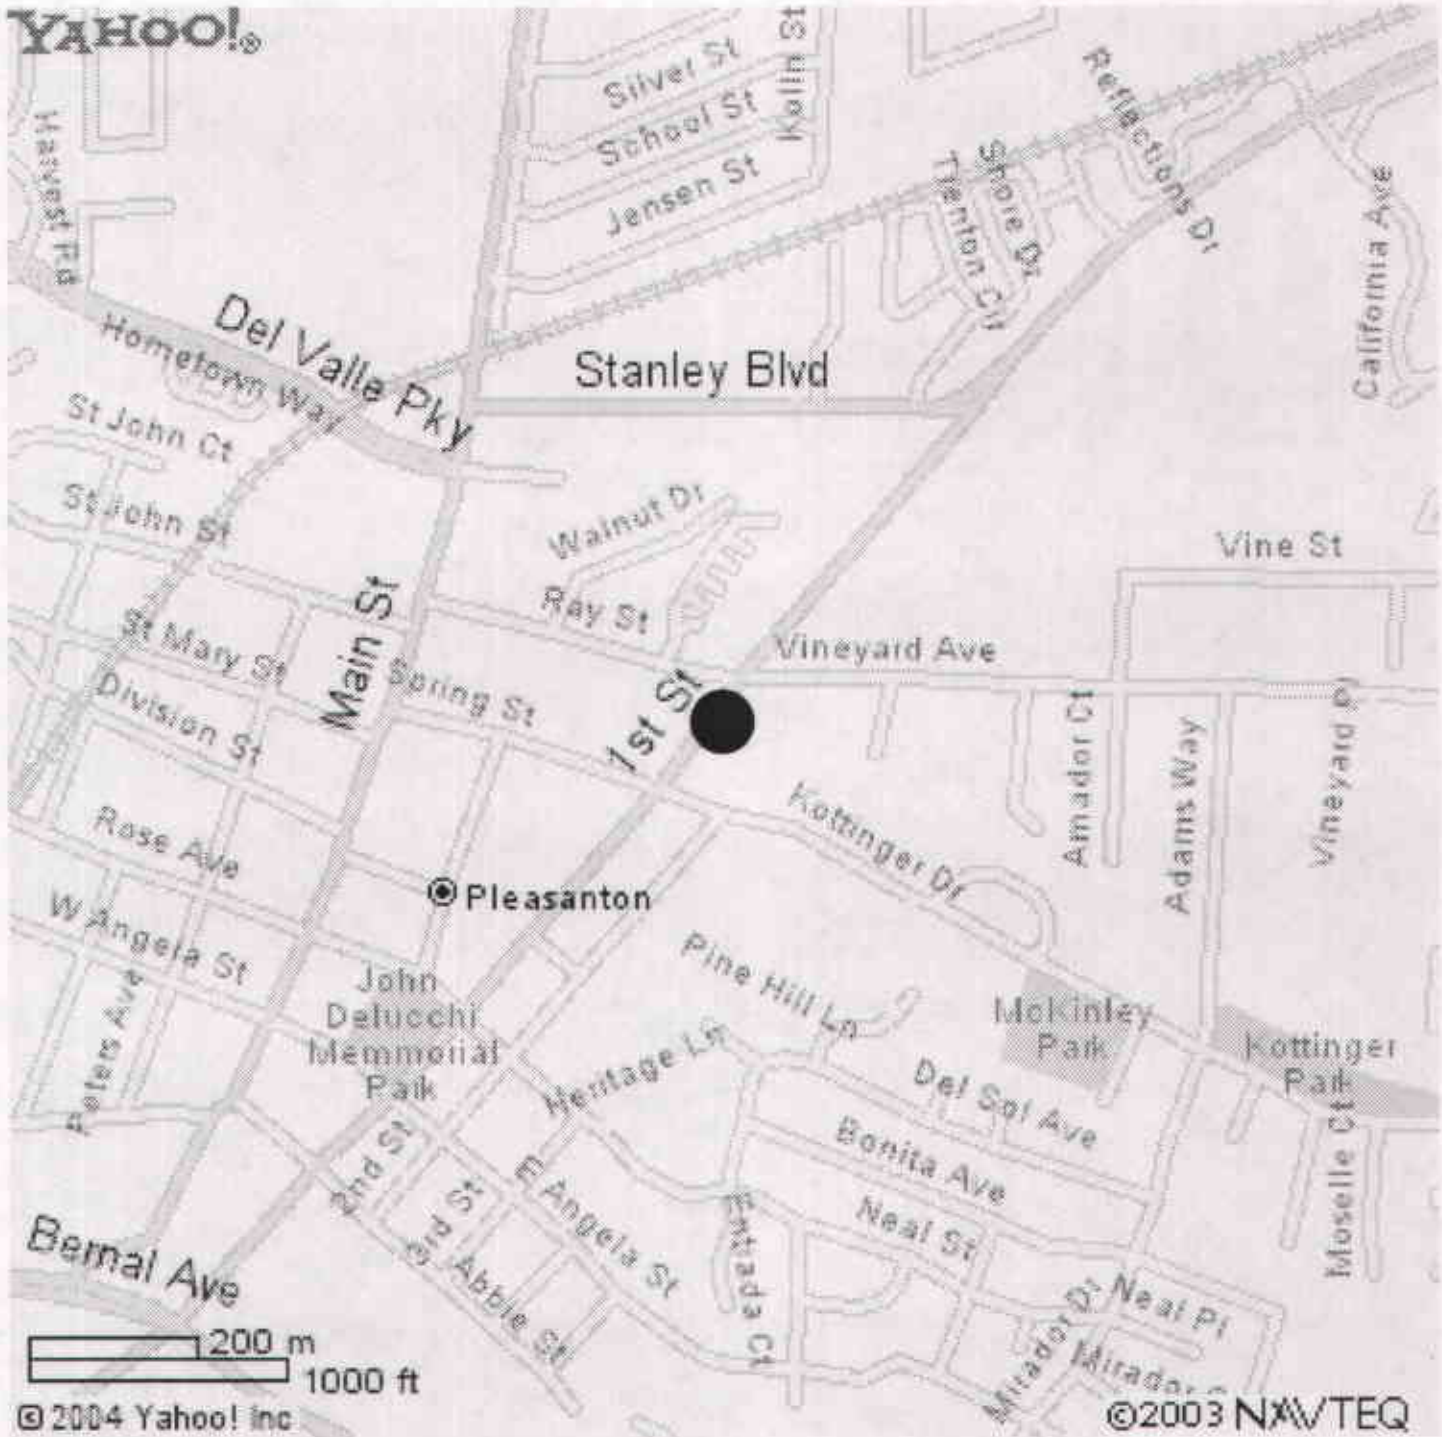 YAHOO!®
Silver St
Kolln St
School St
Jensen St
Reflections Dr
Shore Dr
Trenton Cir
California Ave
Harvest Rd
Del Valle Pky
Hometown Way
Stanley Blvd
St John Ct
St John St
Walnut Dr
Vine St
Ray St
Main St
St Mary St
Spring St
1st St
Vineyard Ave
Division St
Amador Ct
Adams Way
Vineyard Pl
Rose Ave
Kottinger Dr
Pleasanton
W Angela St
Peters Ave
John
Delucchi
Memmorial
Park
Pine Hill Ln
McKinley
Park
Kottinger
Park
Heritage Ln
Del Sol Ave
Bonita Ave
Moselle Ct
2nd St
3rd St
E Angela St
Neal St
Entrada Ct
Abbie St
Bernal Ave
Neal Pl
Mirador Dr
Mirador
200 m
1000 ft
©2004 Yahoo! Inc
©2003 NAVTEQ